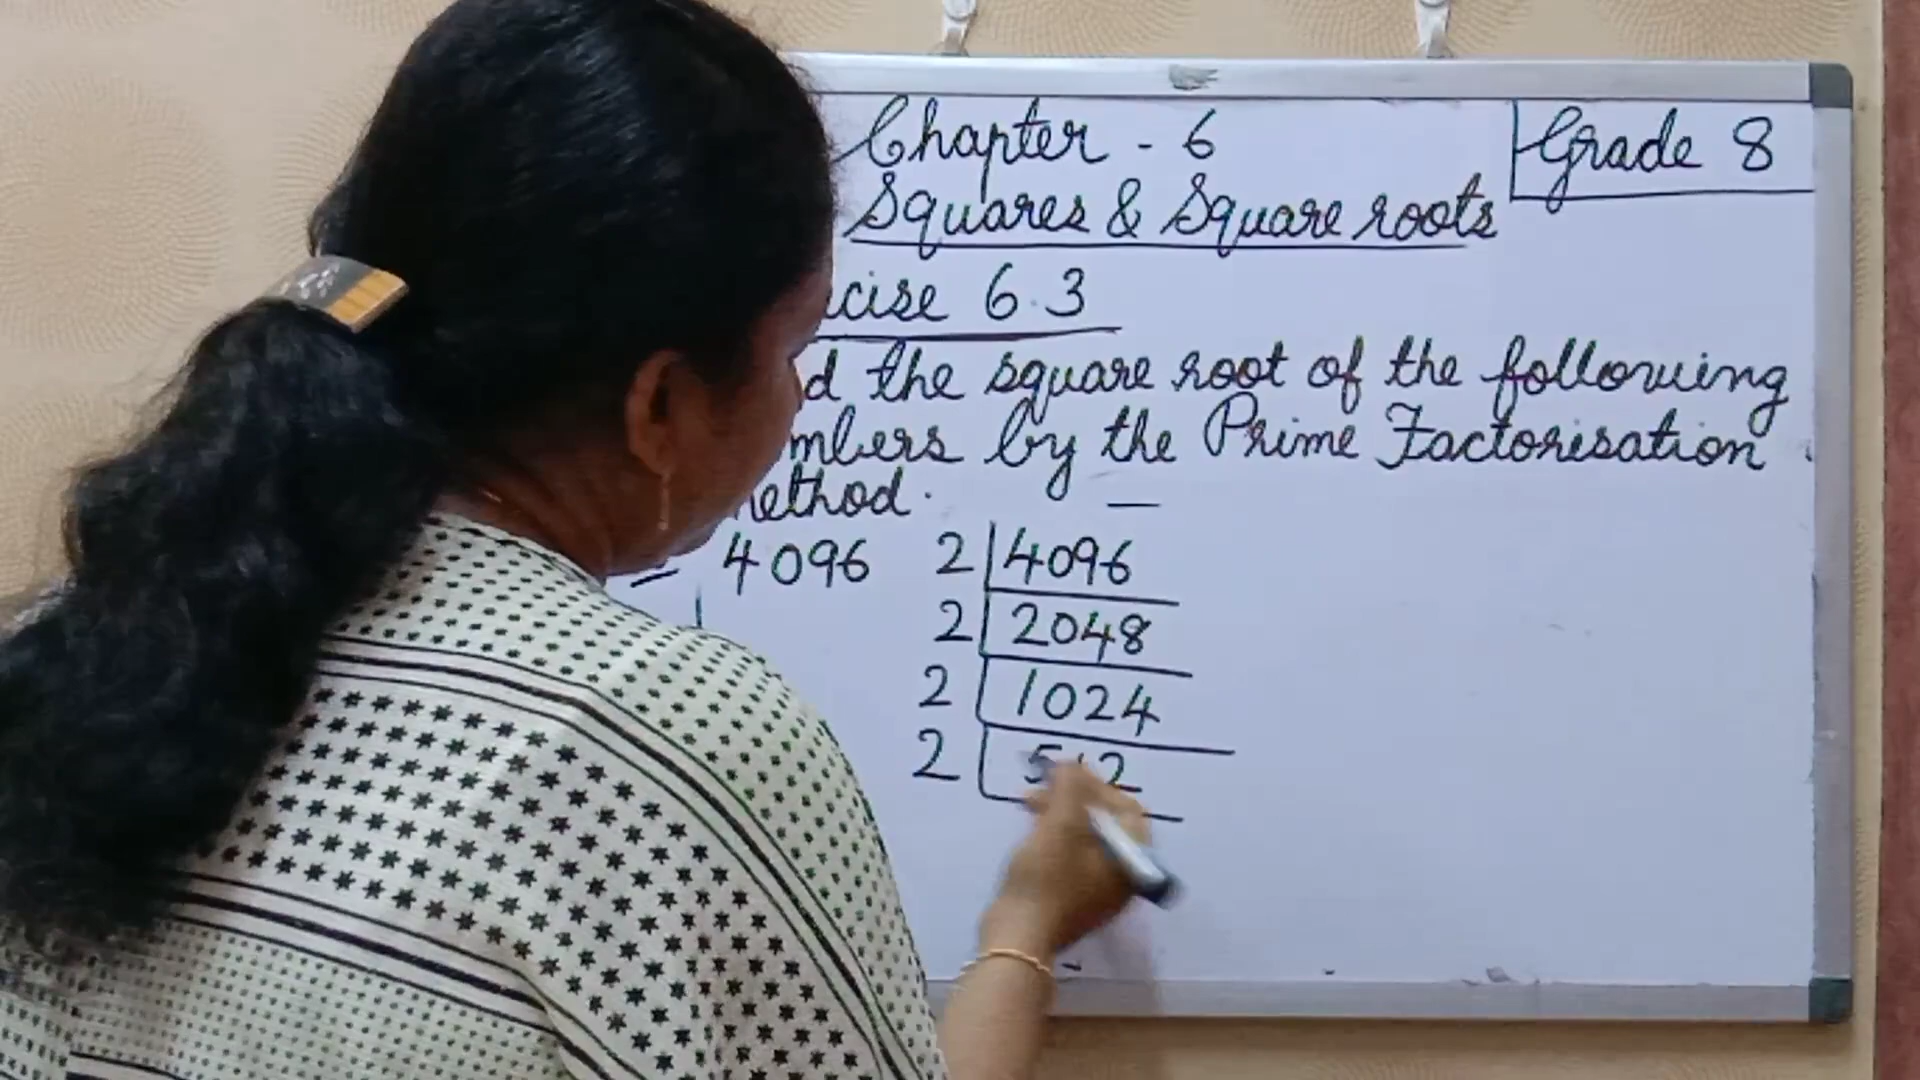 Chapter - 6
Grade 8
Squares & Square roots
cise 6.3
d the square root of the following
mbers by the Prime Factorisation
ethod.
4096 2 4096
2 2048
2 1024
2 512